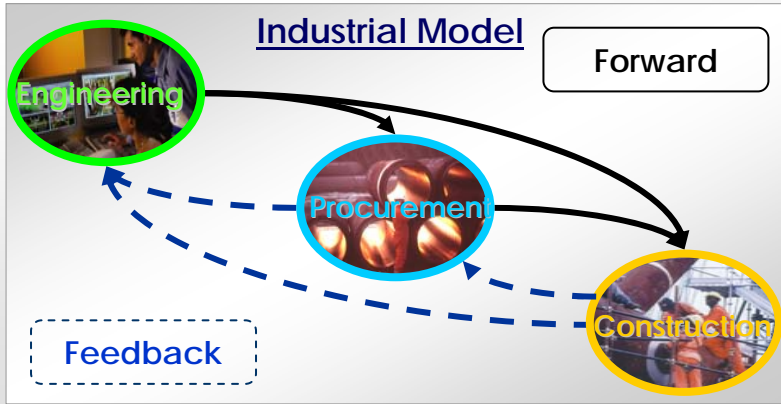 Industrial Model
Forward
Engineering
Procurement
Construction
Feedback